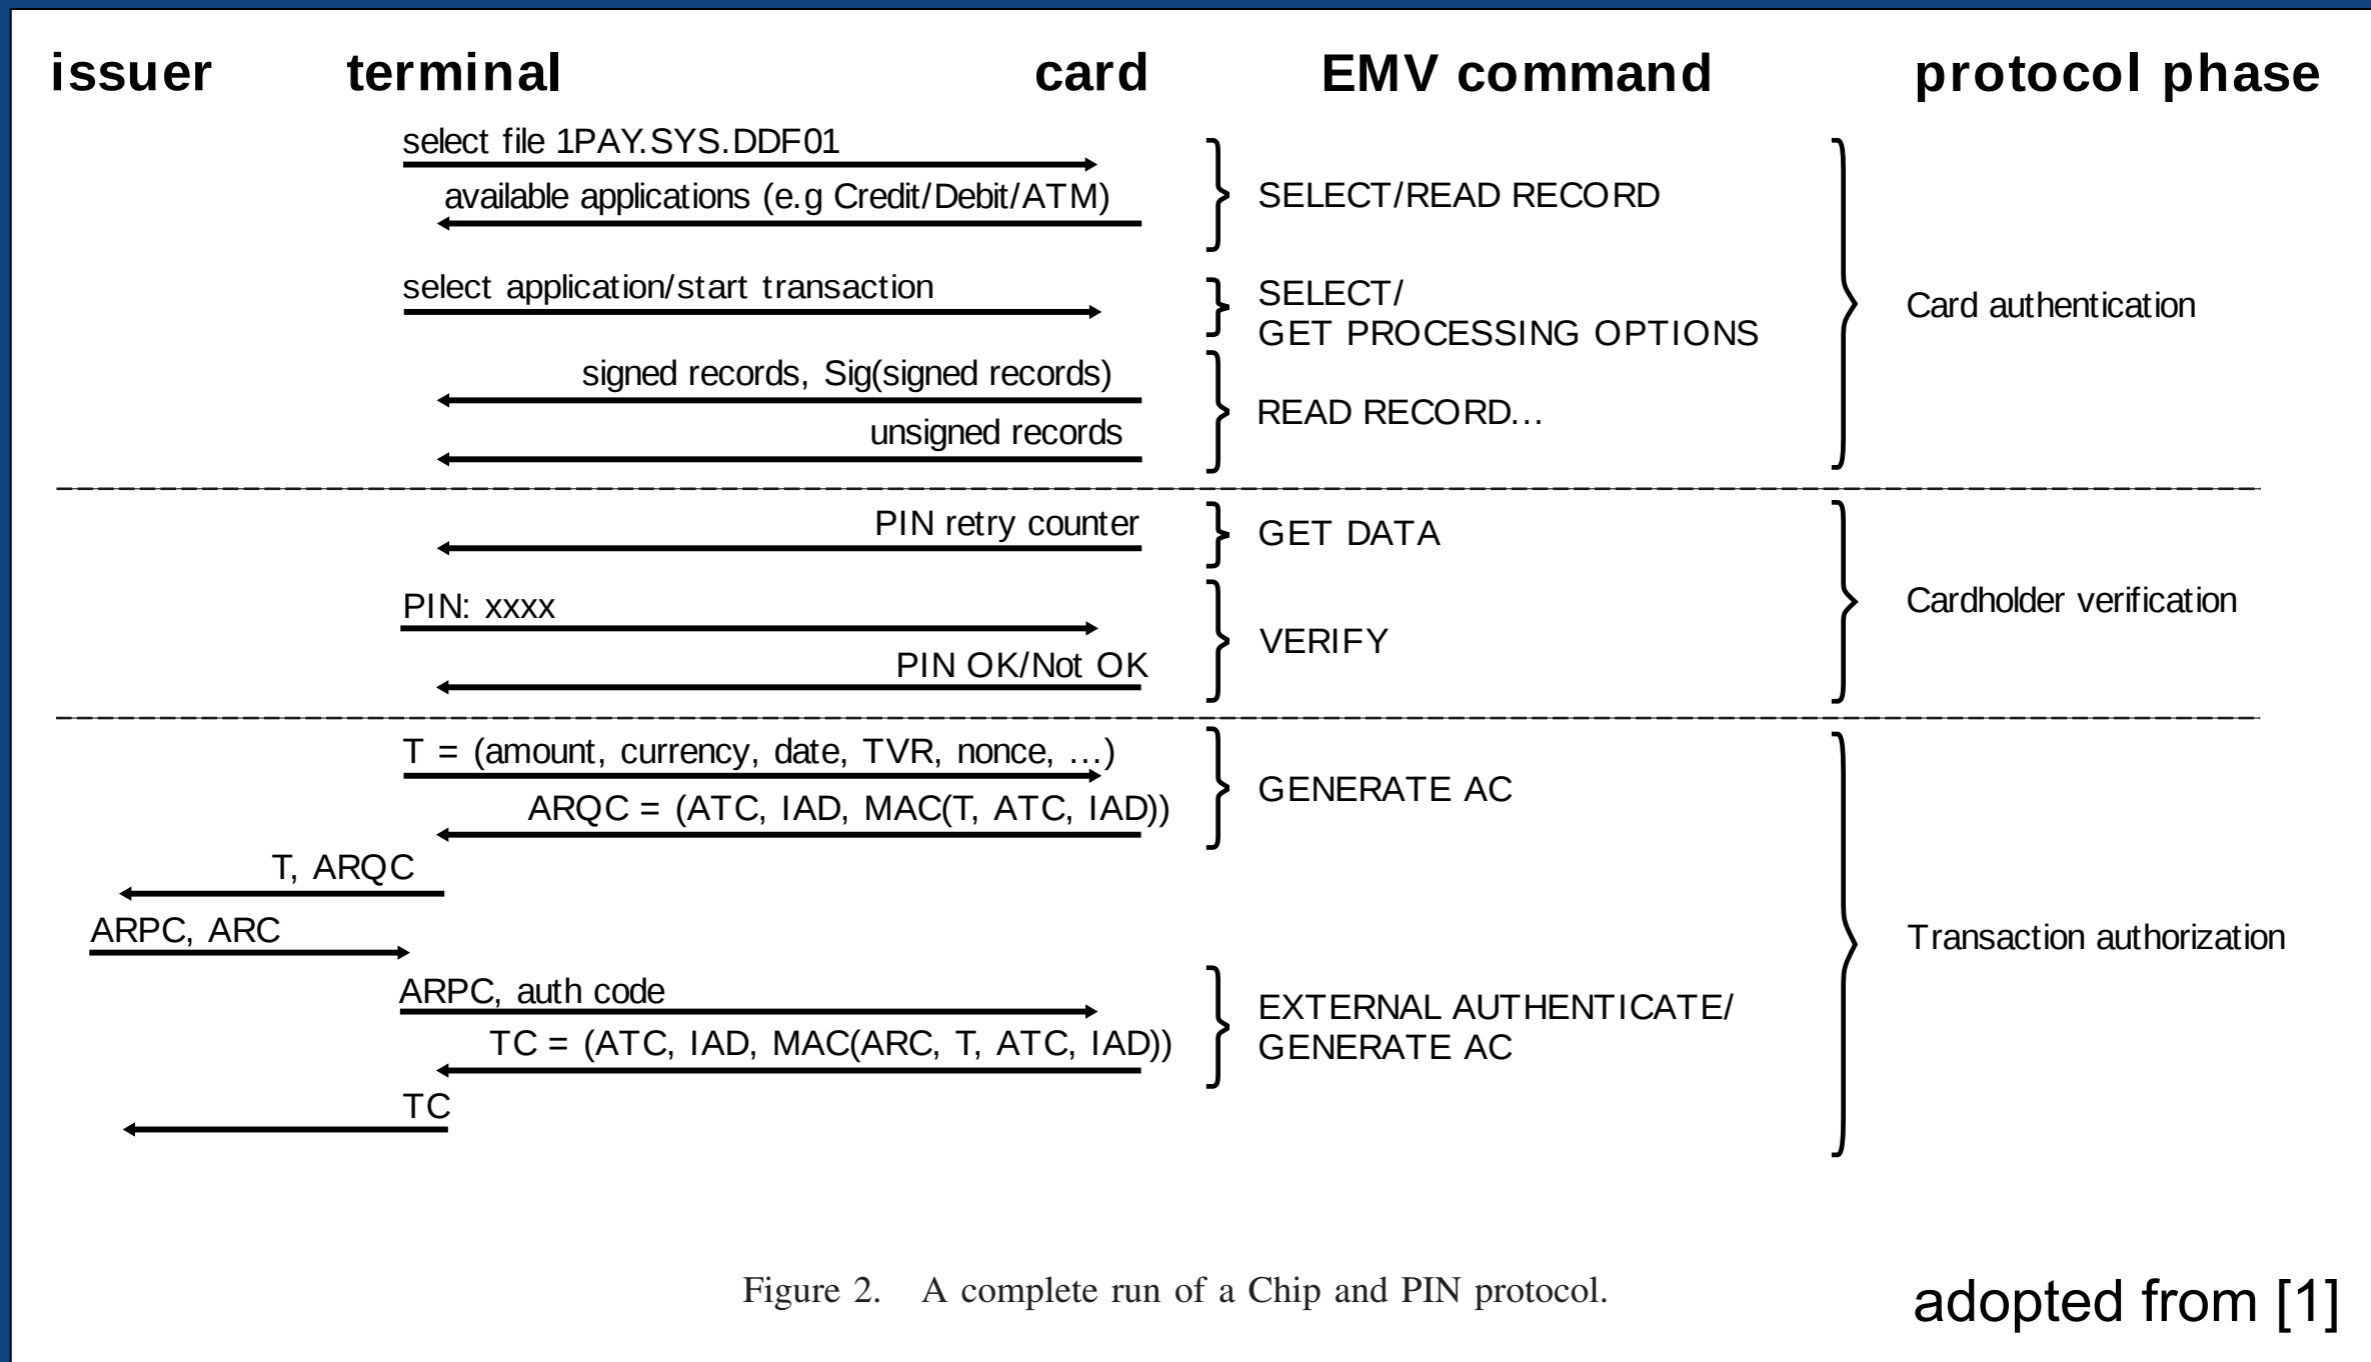 issuer terminal card EMV command protocol phase
select file 1PAY.SYS.DDF01
available applications (e.g Credit/Debit/ATM)
SELECT/READ RECORD
select application/start transaction
SELECT/
GET PROCESSING OPTIONS
Card authentication
signed records, Sig(signed records)
unsigned records
READ RECORD...
PIN retry counter
GET DATA
PIN: xxxx
PIN OK/Not OK
VERIFY
Cardholder verification
T = (amount, currency, date, TVR, nonce, ...)
ARQC = (ATC, IAD, MAC(T, ATC, IAD))
GENERATE AC
T, ARQC
ARPC, ARC
Transaction authorization
ARPC, auth code
TC = (ATC, IAD, MAC(ARC, T, ATC, IAD))
EXTERNAL AUTHENTICATE/
GENERATE AC
TC
Figure 2. A complete run of a Chip and PIN protocol.
adopted from [1]